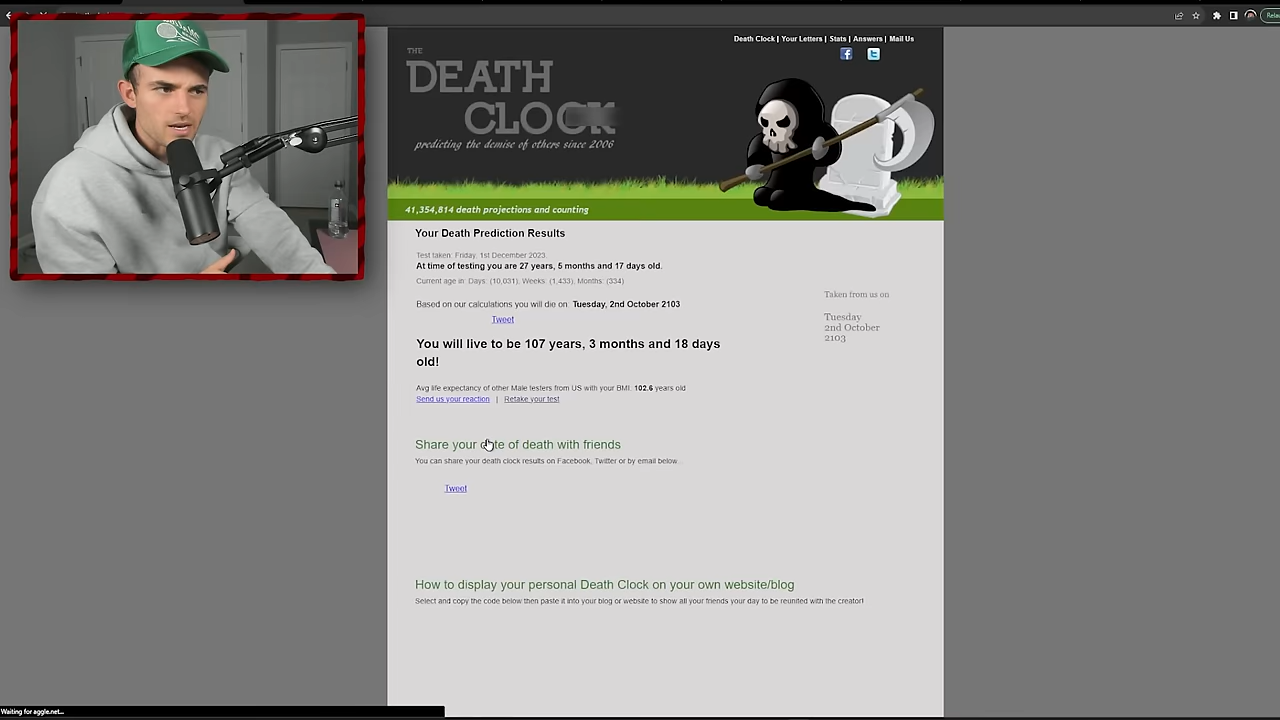 Death Clock | Your Letters | Stats | Answers | Mail Us
THE
DEATH
CLOCK
predicting the demise of others since 2006
41,354,814 death projections and counting
Your Death Prediction Results
Test taken: Friday, 1st December 2023
At time of testing you are 27 years, 5 months and 17 days old.
Current age in: Days: (10,031), Weeks: (1,433), Months: (334)
Based on our calculations you will die on: Tuesday, 2nd October 2103
Tweet
You will live to be 107 years, 3 months and 18 days
old!
Avg life expectancy of other Male testers from US with your BMI: 102.6 years old
Send us your reaction | Retake your test
Taken from us on
Tuesday
2nd October
2103
Share your date of death with friends
You can share your death clock results on Facebook, Twitter or by email below.
Tweet
How to display your personal Death Clock on your own website/blog
Select and copy the code below then paste it into your blog or website to show all your friends your day to be reunited with the creator!
Waiting for aggle.net...